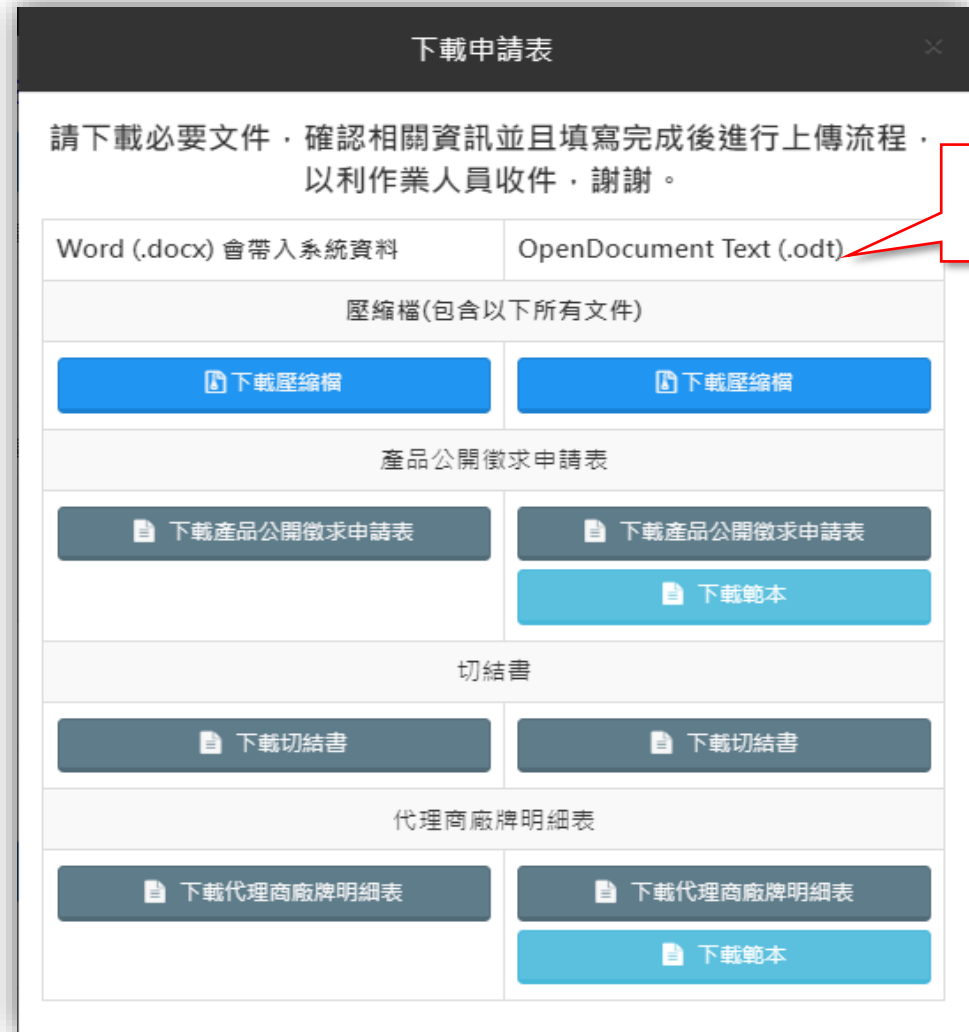 下載申請表
請下載必要文件，確認相關資訊並且填寫完成後進行上傳流程，
以利作業人員收件，謝謝。
Word (.docx) 會帶入系統資料
OpenDocument Text (.odt)
壓縮檔(包含以下所有文件)
下載壓縮檔
下載壓縮檔
產品公開徵求申請表
下載產品公開徵求申請表
下載產品公開徵求申請表
下載範本
切結書
下載切結書
下載切結書
代理商廠牌明細表
下載代理商廠牌明細表
下載代理商廠牌明細表
下載範本